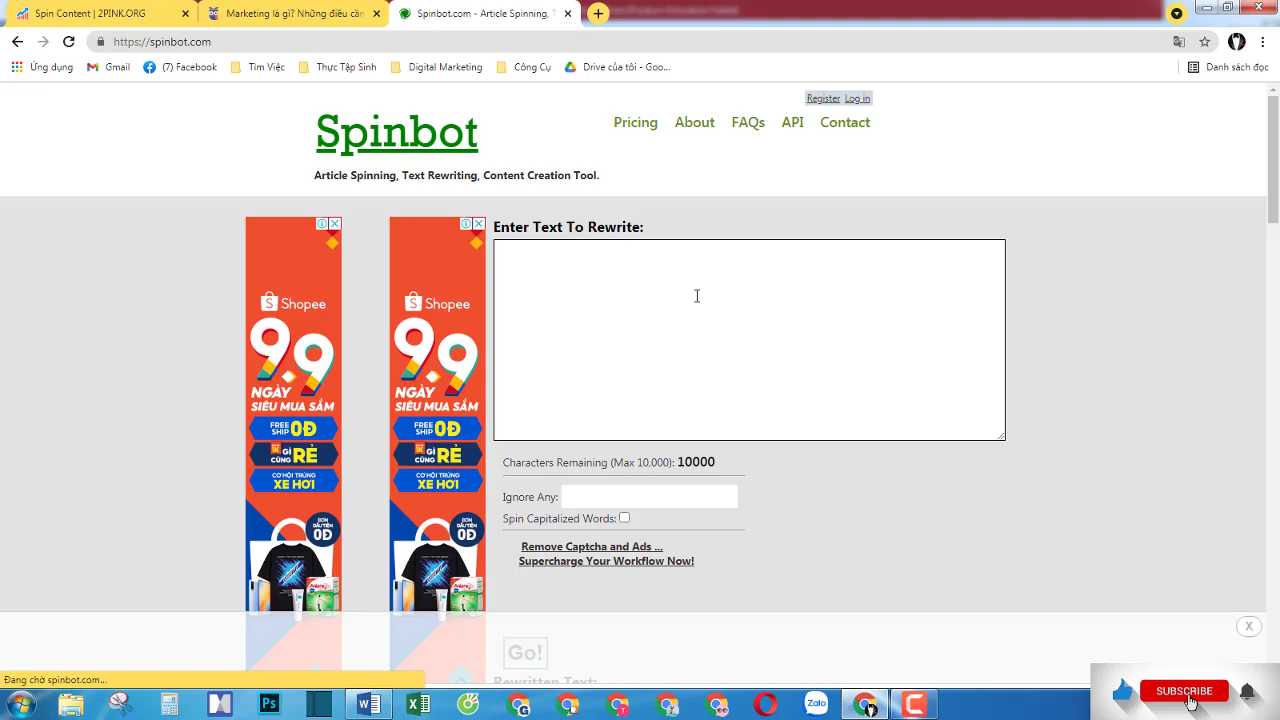 Spin Content / 2PINK.ORG
Marketing là gì? Những điều cần
Spinbot.com - Article Spinning, T
https://spinbot.com
Ứng dụng
Gmail
(7) Facebook
Tìm Việc
Thực Tập Sinh
Digital Marketing
Công Cụ
Drive của tôi - Goo...
Danh sách đọc
Register Log in
Spinbot
Pricing About FAQs API Contact
Article Spinning, Text Rewriting, Content Creation Tool.
Shopee
9.9
NGÀY
SIÊU MUA SẮM
FREE SHIP 0Đ
GÌ CŨNG RẺ
CƠ HỘI TRÚNG
XE HƠI
ĐƠN ĐẦU TIÊN 0Đ
Shopee
9.9
NGÀY
SIÊU MUA SẮM
FREE SHIP 0Đ
GÌ CŨNG RẺ
CƠ HỘI TRÚNG
XE HƠI
ĐƠN ĐẦU TIÊN 0Đ
Enter Text To Rewrite:
Characters Remaining (Max 10,000): 10000
Ignore Any:
Spin Capitalized Words:
Remove Captcha and Ads ...
Supercharge Your Workflow Now!
X
Go!
Rewritten Text:
Đang chờ spinbot.com...
Ps
Zalo
SUBSCRIBE